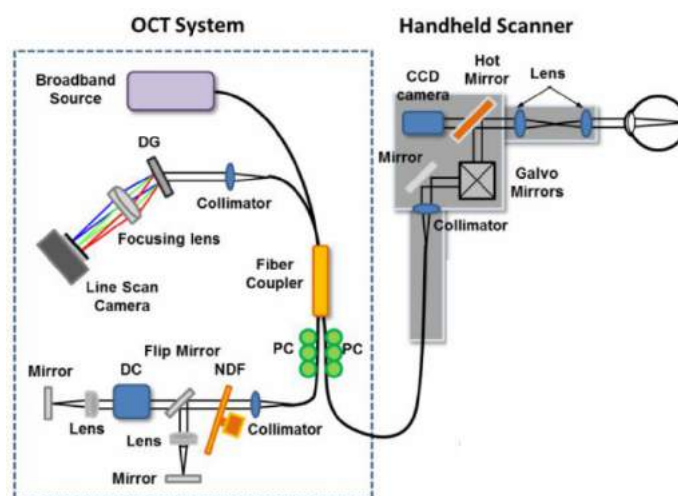 OCT System
Handheld Scanner
Broadband
Source
CCD
camera
Hot
Mirror
Lens
DG
Mirror
Galvo
Mirrors
Collimator
Collimator
Focusing lens
Fiber
Coupler
Line Scan
Camera
PC
PC
Flip Mirror
DC
NDF
Mirror
Lens
Lens
Collimator
Mirror